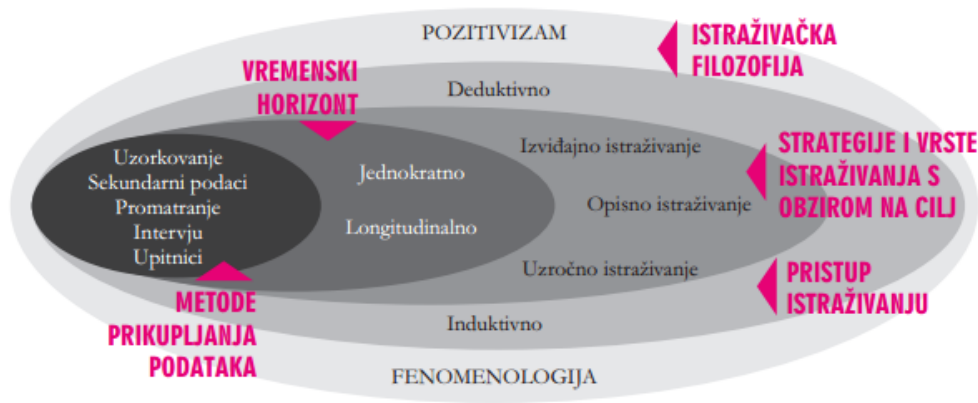 POZITIVIZAM
ISTRAŽIVAČKA
FILOZOFIJA
VREMENSKI
HORIZONT
Deduktivno
Izviđajno istraživanje
STRATEGIJE I VRSTE
ISTRAŽIVANJA S
OBZIROM NA CILJ
Uzorkovanje
Sekundarni podaci
Promatranje
Intervju
Upitnici
Jednokratno
Longitudinalno
Opisno istraživanje
Uzročno istraživanje
PRISTUP
ISTRAŽIVANJU
METODE
PRIKUPLJANJA
PODATAKA
Induktivno
FENOMENOLOGIJA